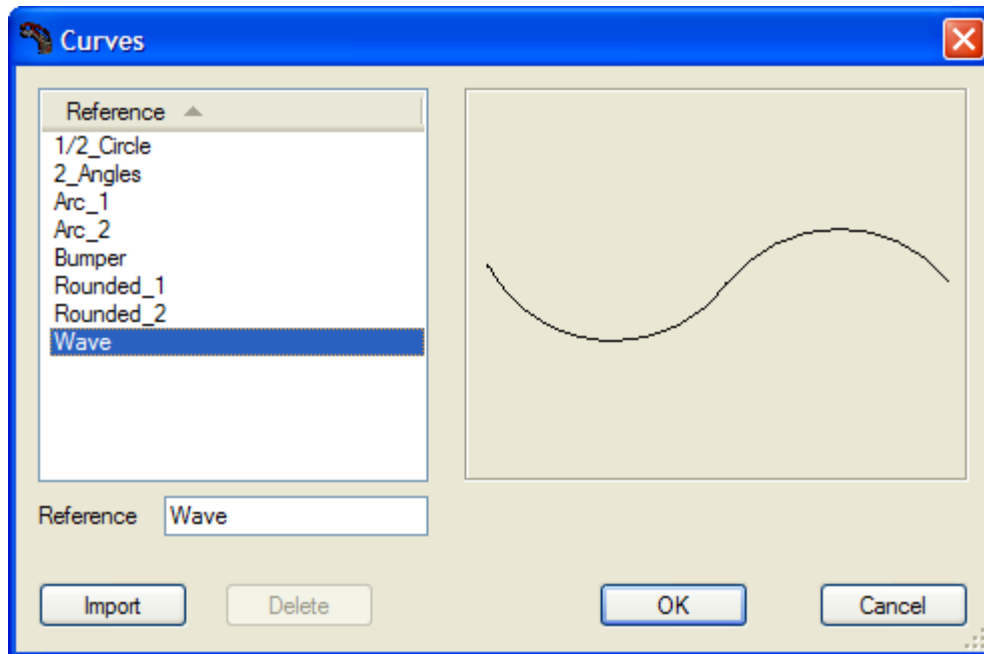 Curves
Reference
1/2_Circle
2_Angles
Arc_1
Arc_2
Bumper
Rounded_1
Rounded_2
Wave
Reference Wave
Import Delete OK Cancel